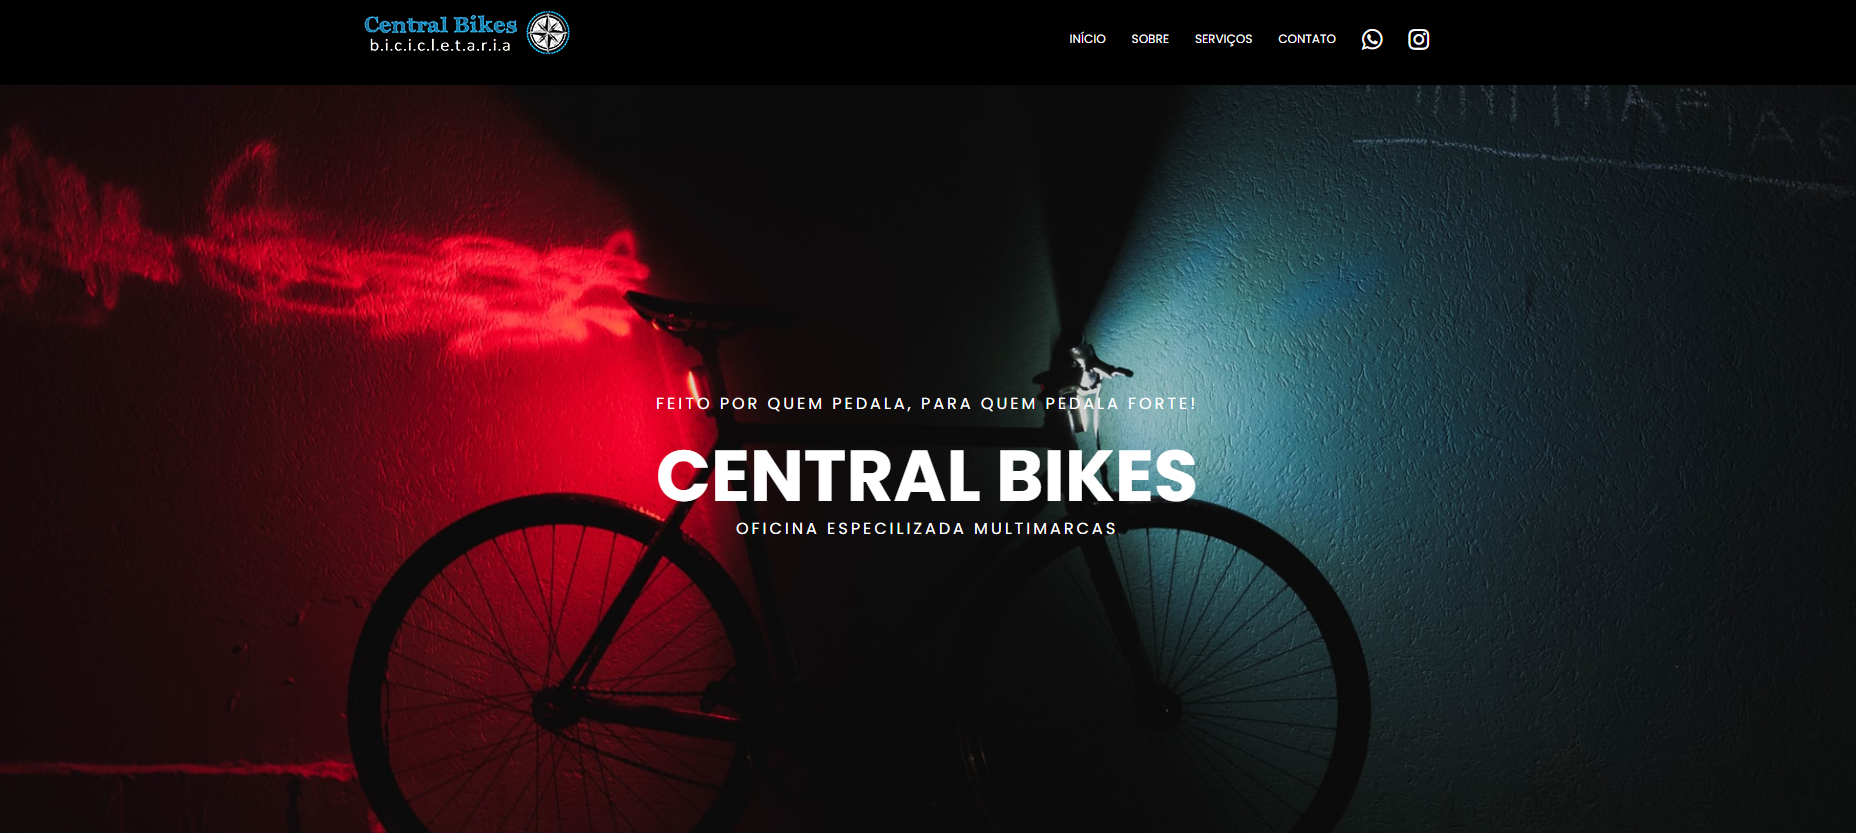 Central Bikes
b.i.c.i.c.l.e.t.a.r.i.a
INÍCIO SOBRE SERVIÇOS CONTATO
FEITO POR QUEM PEDALA, PARA QUEM PEDALA FORTE!
CENTRAL BIKES
OFICINA ESPECILIZADA MULTIMARCAS